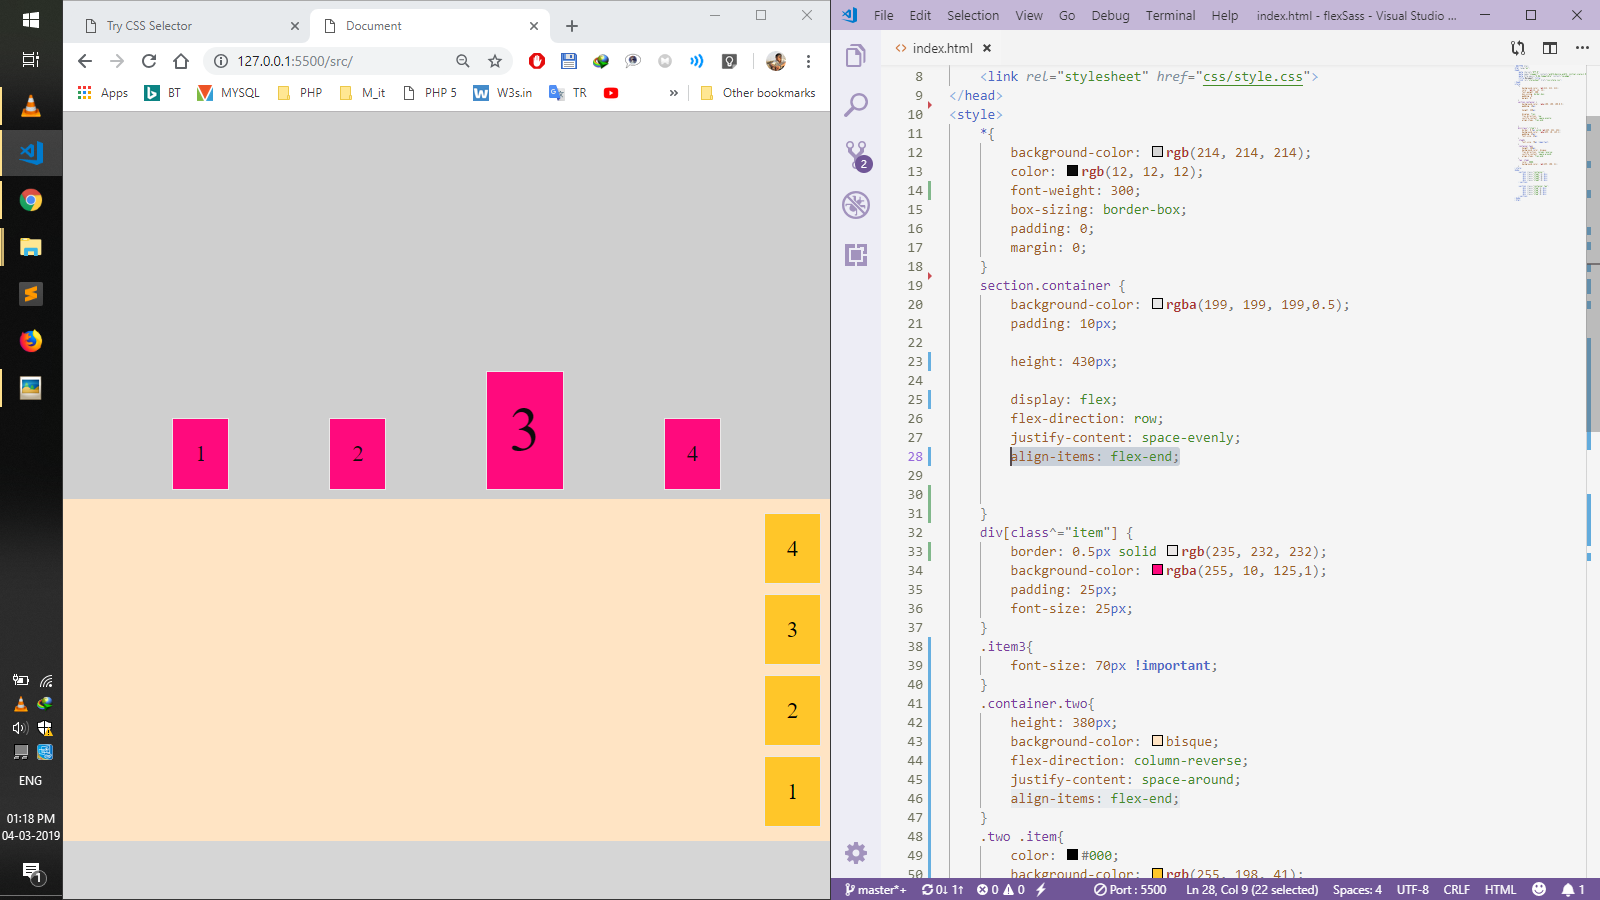 Try CSS Selector
Document
127.0.0.1:5500/src/
Apps
BT
MYSQL
PHP
M_it
PHP 5
W3s.in
TR
»
Other bookmarks
1
2
3
4
4
3
2
1
ENG
01:18 PM
04-03-2019
1
File Edit Selection View Go Debug Terminal Help index.html - flexSass - Visual Studio ...
index.html
2
8 <link rel="stylesheet" href="css/style.css">
9 </head>
10 <style>
11 *{
12 background-color: rgb(214, 214, 214);
13 color: rgb(12, 12, 12);
14 font-weight: 300;
15 box-sizing: border-box;
16 padding: 0;
17 margin: 0;
18 }
19 section.container {
20 background-color: rgba(199, 199, 199,0.5);
21 padding: 10px;
22
23 height: 430px;
24
25 display: flex;
26 flex-direction: row;
27 justify-content: space-evenly;
28 align-items: flex-end;
29
30
31 }
32 div[class^="item"] {
33 border: 0.5px solid rgb(235, 232, 232);
34 background-color: rgba(255, 10, 125,1);
35 padding: 25px;
36 font-size: 25px;
37 }
38 .item3{
39 font-size: 70px !important;
40 }
41 .container.two{
42 height: 380px;
43 background-color: bisque;
44 flex-direction: column-reverse;
45 justify-content: space-around;
46 align-items: flex-end;
47 }
48 .two .item{
49 color: #000;
50 background-color: rgb(255, 198, 41);
master*+ 0↓ 1↑ 0 0 Port : 5500 Ln 28, Col 9 (22 selected) Spaces: 4 UTF-8 CRLF HTML 1